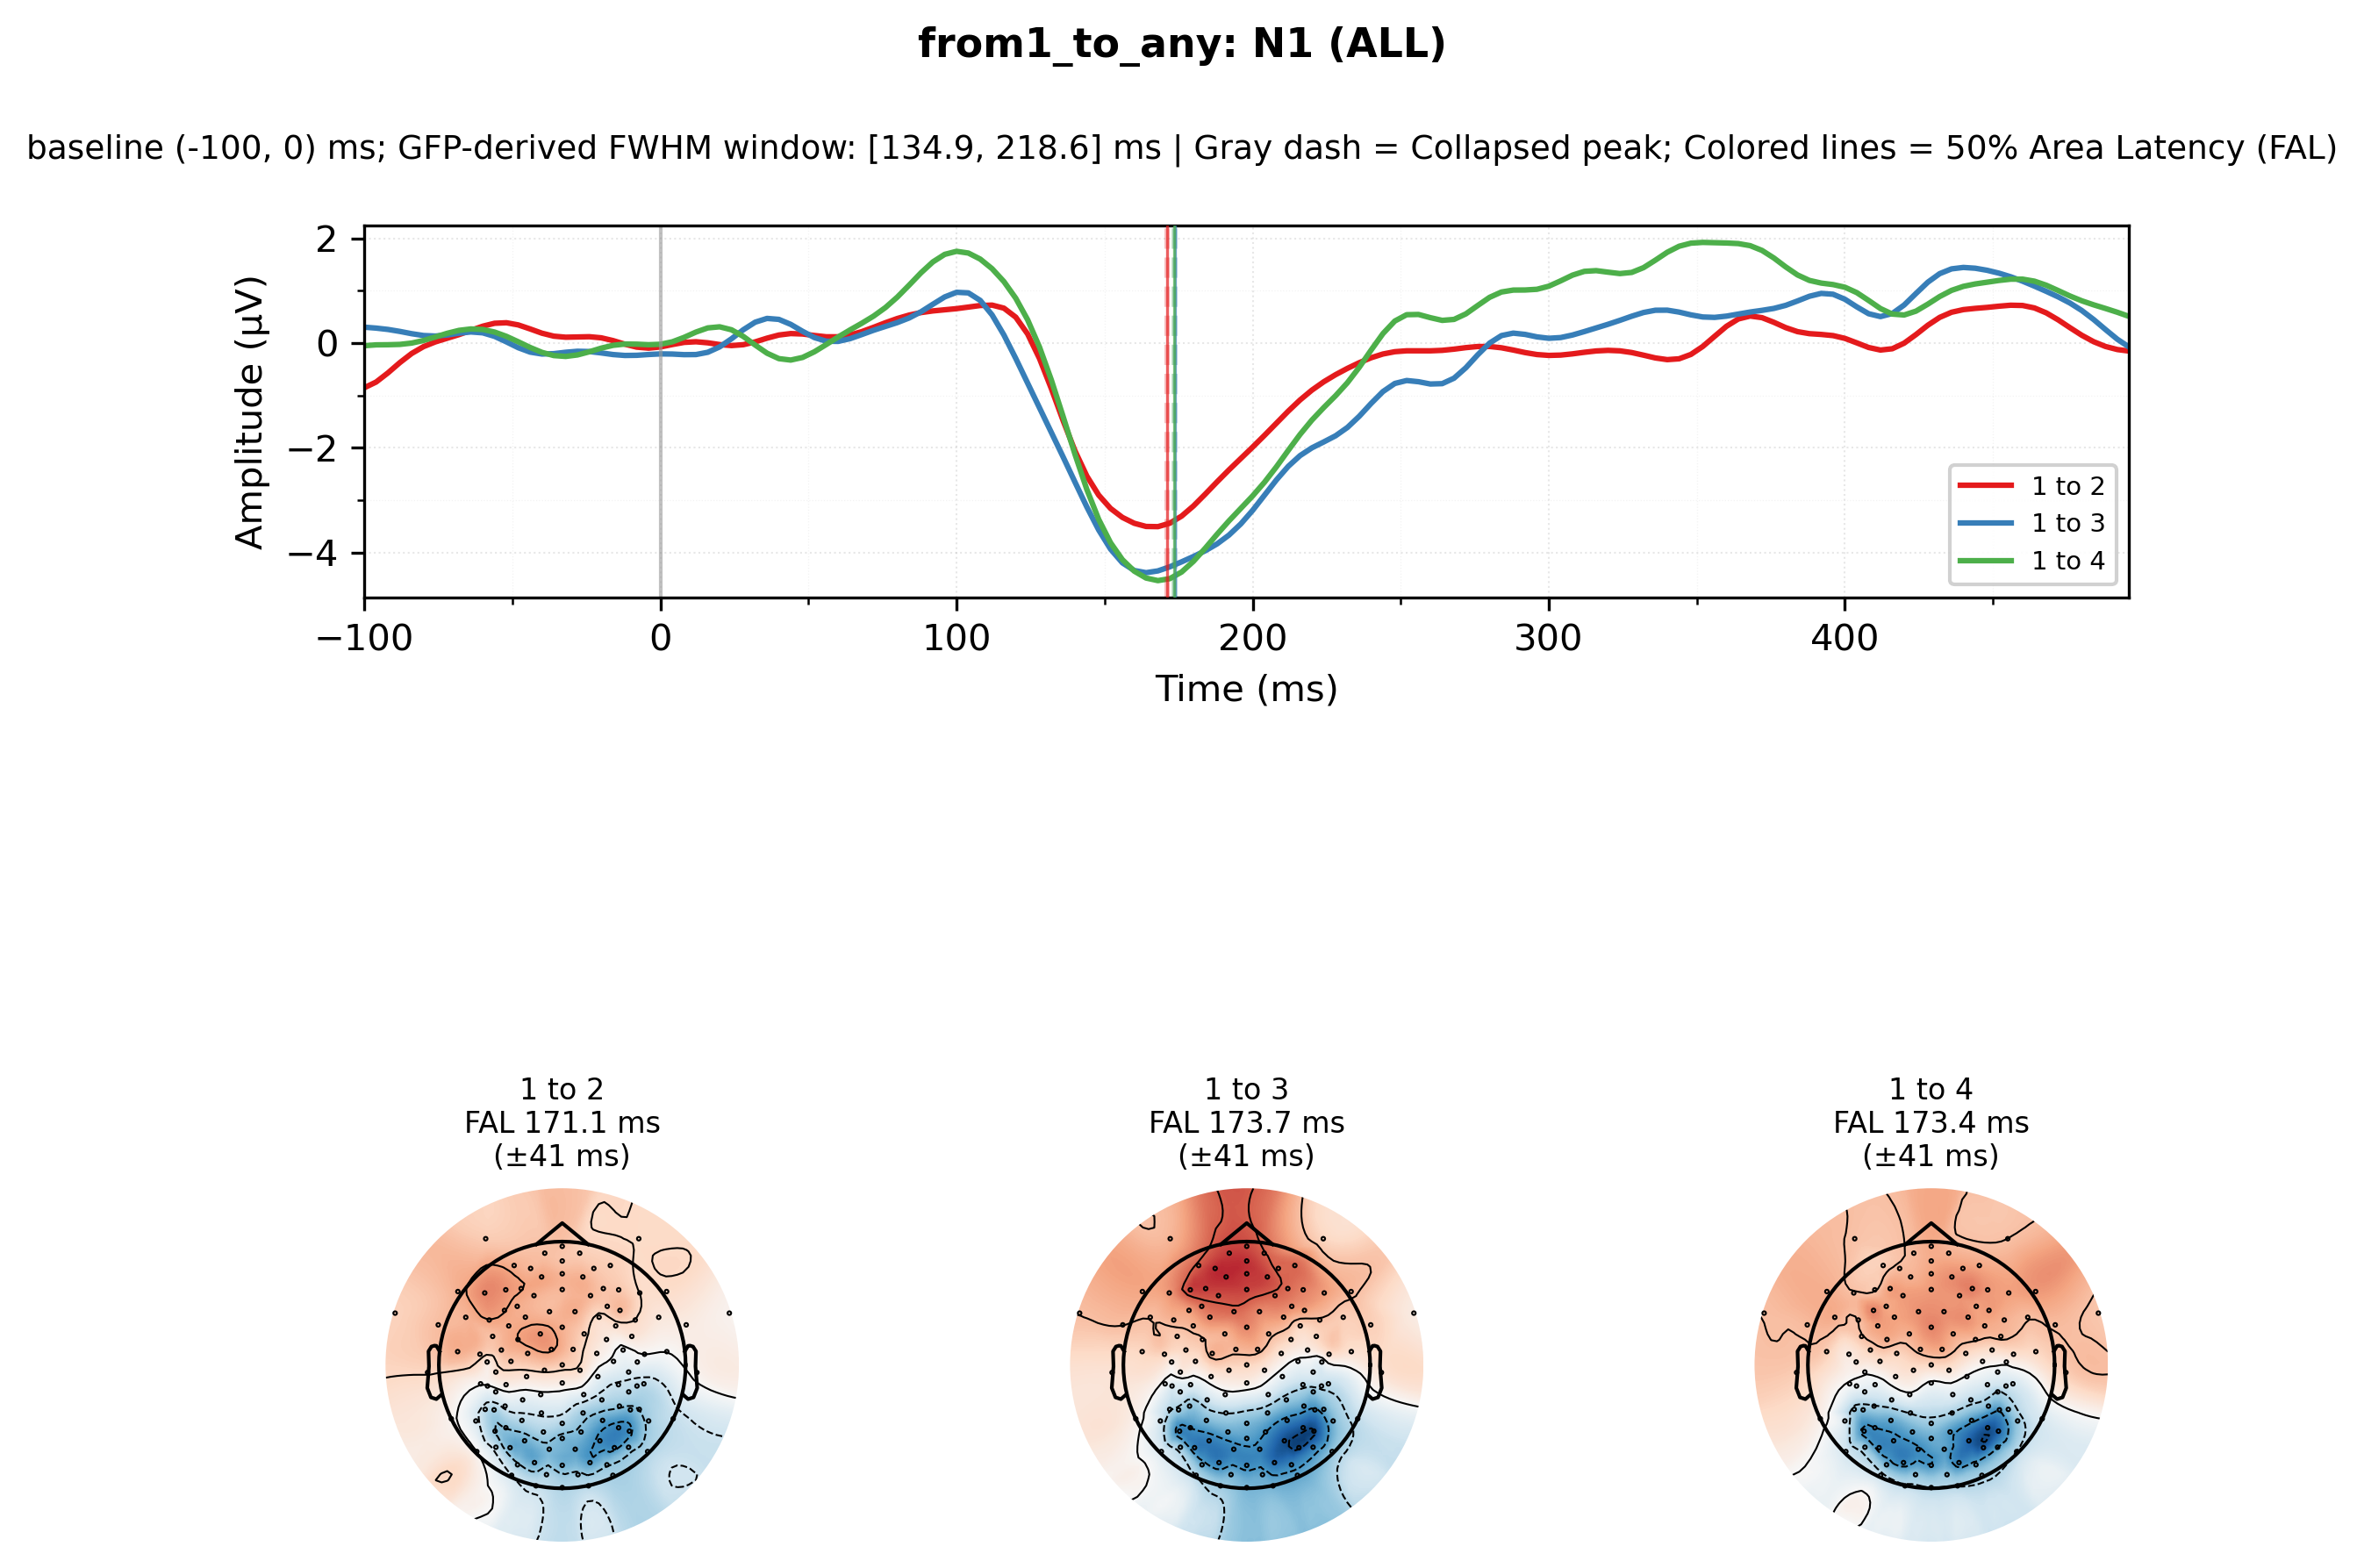 from1_to_any: N1 (ALL)
baseline (-100, 0) ms; GFP-derived FWHM window: [134.9, 218.6] ms | Gray dash = Collapsed peak; Colored lines = 50% Area Latency (FAL)
Amplitude (µV)
2
0
−2
−4
1 to 2
1 to 3
1 to 4
−100
0
100
200
300
400
Time (ms)
1 to 2
FAL 171.1 ms
(±41 ms)
1 to 3
FAL 173.7 ms
(±41 ms)
1 to 4
FAL 173.4 ms
(±41 ms)